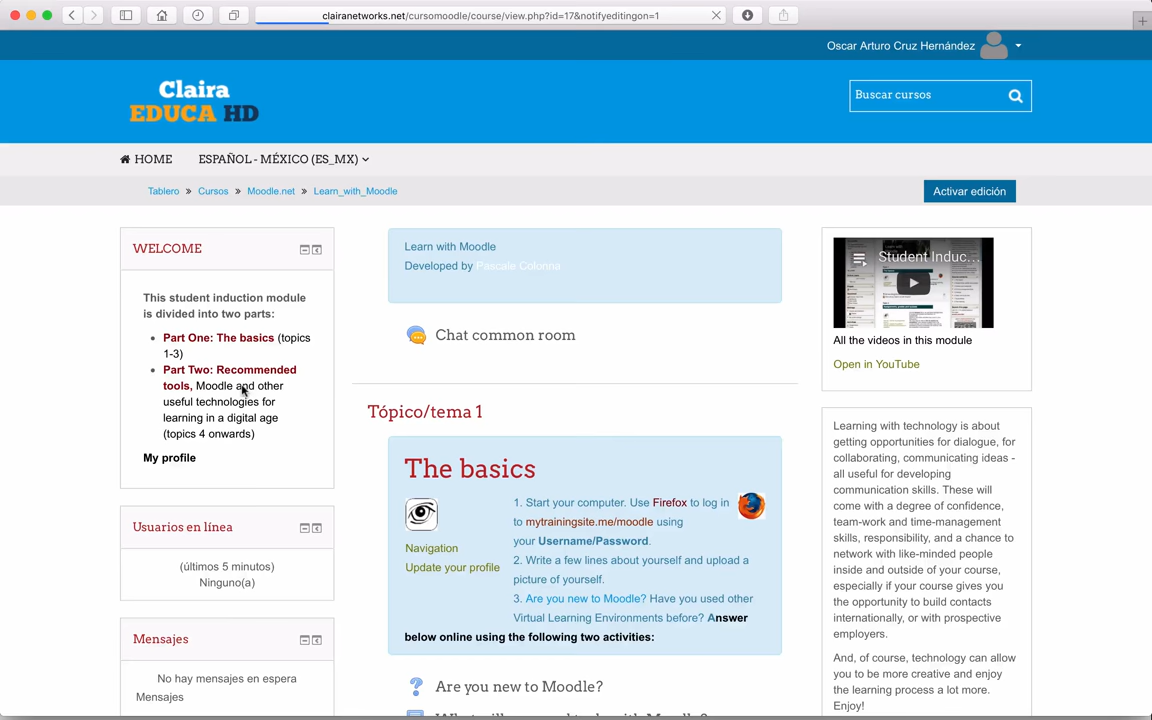 clairanetworks.net/cursomoodle/course/view.php?id=17&notifyeditingon=1
Oscar Arturo Cruz Hernández
Claira
EDUCA HD
Buscar cursos
HOME
ESPAÑOL - MÉXICO (ES_MX)
Tablero » Cursos » Moodle.net » Learn_with_Moodle
Activar edición
WELCOME
This student induction module
is divided into two parts:
• Part One: The basics (topics
1-3)
• Part Two: Recommended
tools, Moodle and other
useful technologies for
learning in a digital age
(topics 4 onwards)
My profile
Usuarios en línea
(últimos 5 minutos)
Ninguno(a)
Mensajes
No hay mensajes en espera
Mensajes
Learn with Moodle
Developed by Pascale Colonna
Chat common room
Tópico/tema 1
The basics
Navigation
Update your profile
1. Start your computer. Use Firefox to log in
to mytrainingsite.me/moodle using
your Username/Password.
2. Write a few lines about yourself and upload a
picture of yourself.
3. Are you new to Moodle? Have you used other
Virtual Learning Environments before? Answer
below online using the following two activities:
Are you new to Moodle?
Student Induc...
All the videos in this module
Open in YouTube
Learning with technology is about
getting opportunities for dialogue, for
collaborating, communicating ideas -
all useful for developing
communication skills. These will
come with a degree of confidence,
team-work and time-management
skills, responsibility, and a chance to
network with like-minded people
inside and outside of your course,
especially if your course gives you
the opportunity to build contacts
internationally, or with prospective
employers.
And, of course, technology can allow
you to be more creative and enjoy
the learning process a lot more.
Enjoy!